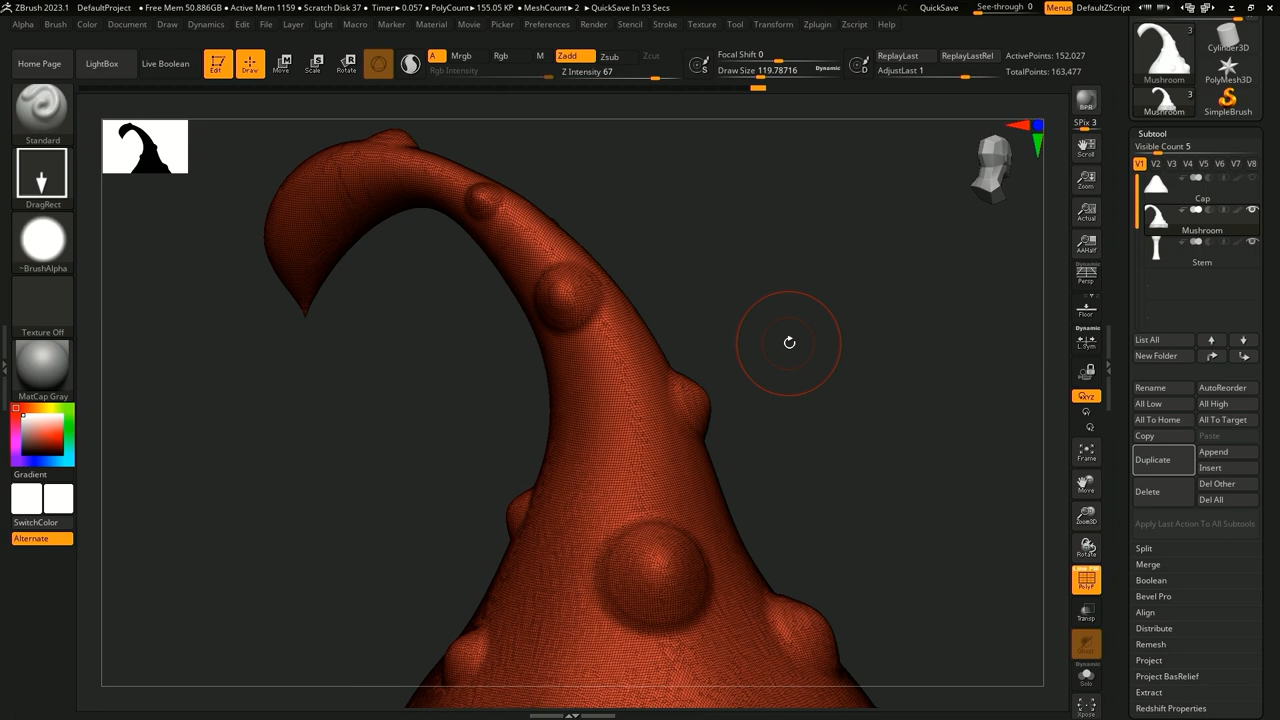 ZBrush 2023.1 DefaultProject • Free Mem 50.886GB • Active Mem 1159 • Scratch Disk 37 • Timer►0.057 • PolyCount►155.05 KP • MeshCount►2 ►QuickSave In 53 Secs AC QuickSave See-through 0 Menus DefaultZScript
Alpha Brush Color Document Draw Dynamics Edit File Layer Light Macro Marker Material Movie Picker Preferences Render Stencil Stroke Texture Tool Transform Zplugin Zscript Help
Home Page LightBox Live Boolean Edit Draw Move Scale Rotate A Mrgb Rgb M Zadd Zsub Zcut
Rgb Intensity Z Intensity 67
S Focal Shift 0
Draw Size 119.78716 Dynamic
D ReplayLast ReplayLastRel
AdjustLast 1
ActivePoints: 152,027
TotalPoints: 163,477
Standard
DragRect
~BrushAlpha
Texture Off
MatCap Gray
Gradient
SwitchColor
Alternate
BPR
SPix 3
Scroll
Zoom
Actual
AAHalf
Dynamic
Persp
Floor
Dynamic
L.Sym
XYZ
Frame
Move
Zoom3D
Rotate
Line Fill
PolyF
Transp
Ghost
Dynamic
Solo
Xpose
3
Mushroom
Cylinder3D
PolyMesh3D
3
Mushroom
SimpleBrush
Subtool
Visible Count 5
V1 V2 V3 V4 V5 V6 V7 V8
Cap
Mushroom
Stem
List All
New Folder
Rename AutoReorder
All Low All High
All To Home All To Target
Copy Paste
Duplicate Append
Insert
Delete Del Other
Del All
Apply Last Action To All Subtools
Split
Merge
Boolean
Bevel Pro
Align
Distribute
Remesh
Project
Project BasRelief
Extract
Redshift Properties